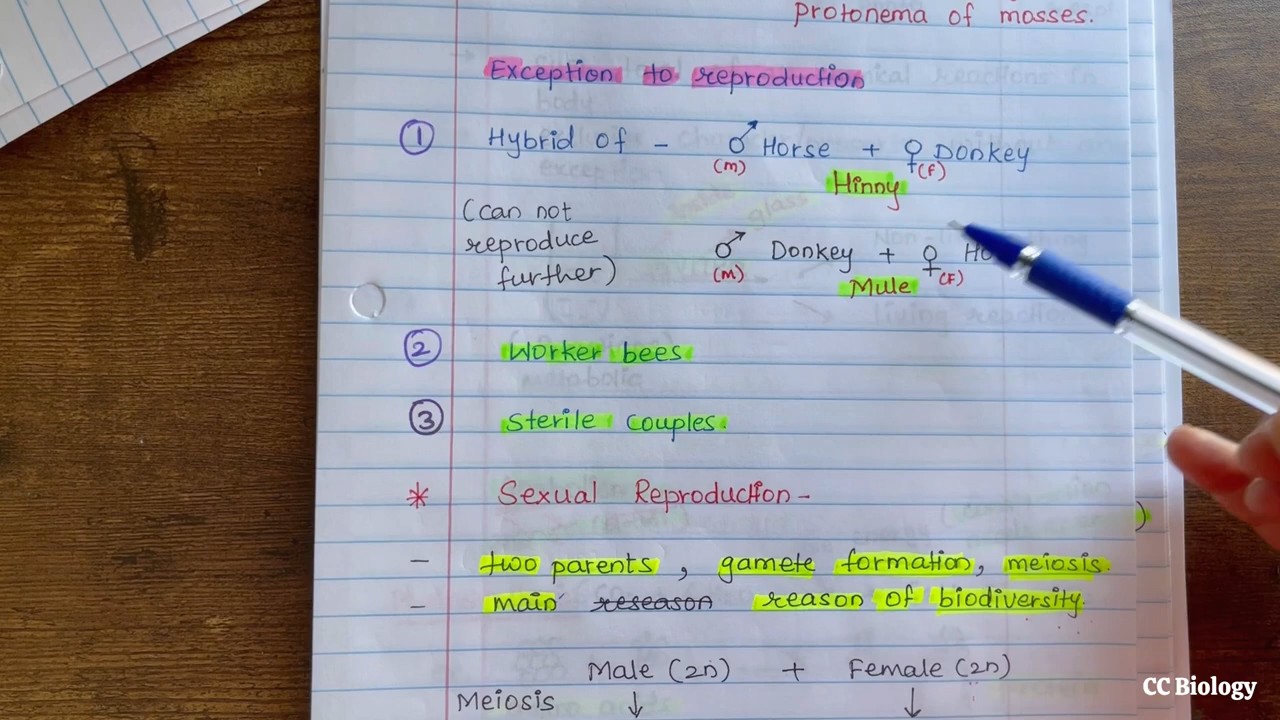 protonema of mosses.
Exception to reproduction
① Hybrid of - ♂ Horse + ♀ Donkey
(m) (F)
Hinny
(can not
reproduce
further)
♂ Donkey + ♀
(m) (F)
Mule
② Worker bees
③ Sterile couples.
* Sexual Reproduction -
- two parents, gamete formation, meiosis.
- main reseason reason of biodiversity.
Male (2n) + Female (2n)
Meiosis ↓ ↓
CC Biology